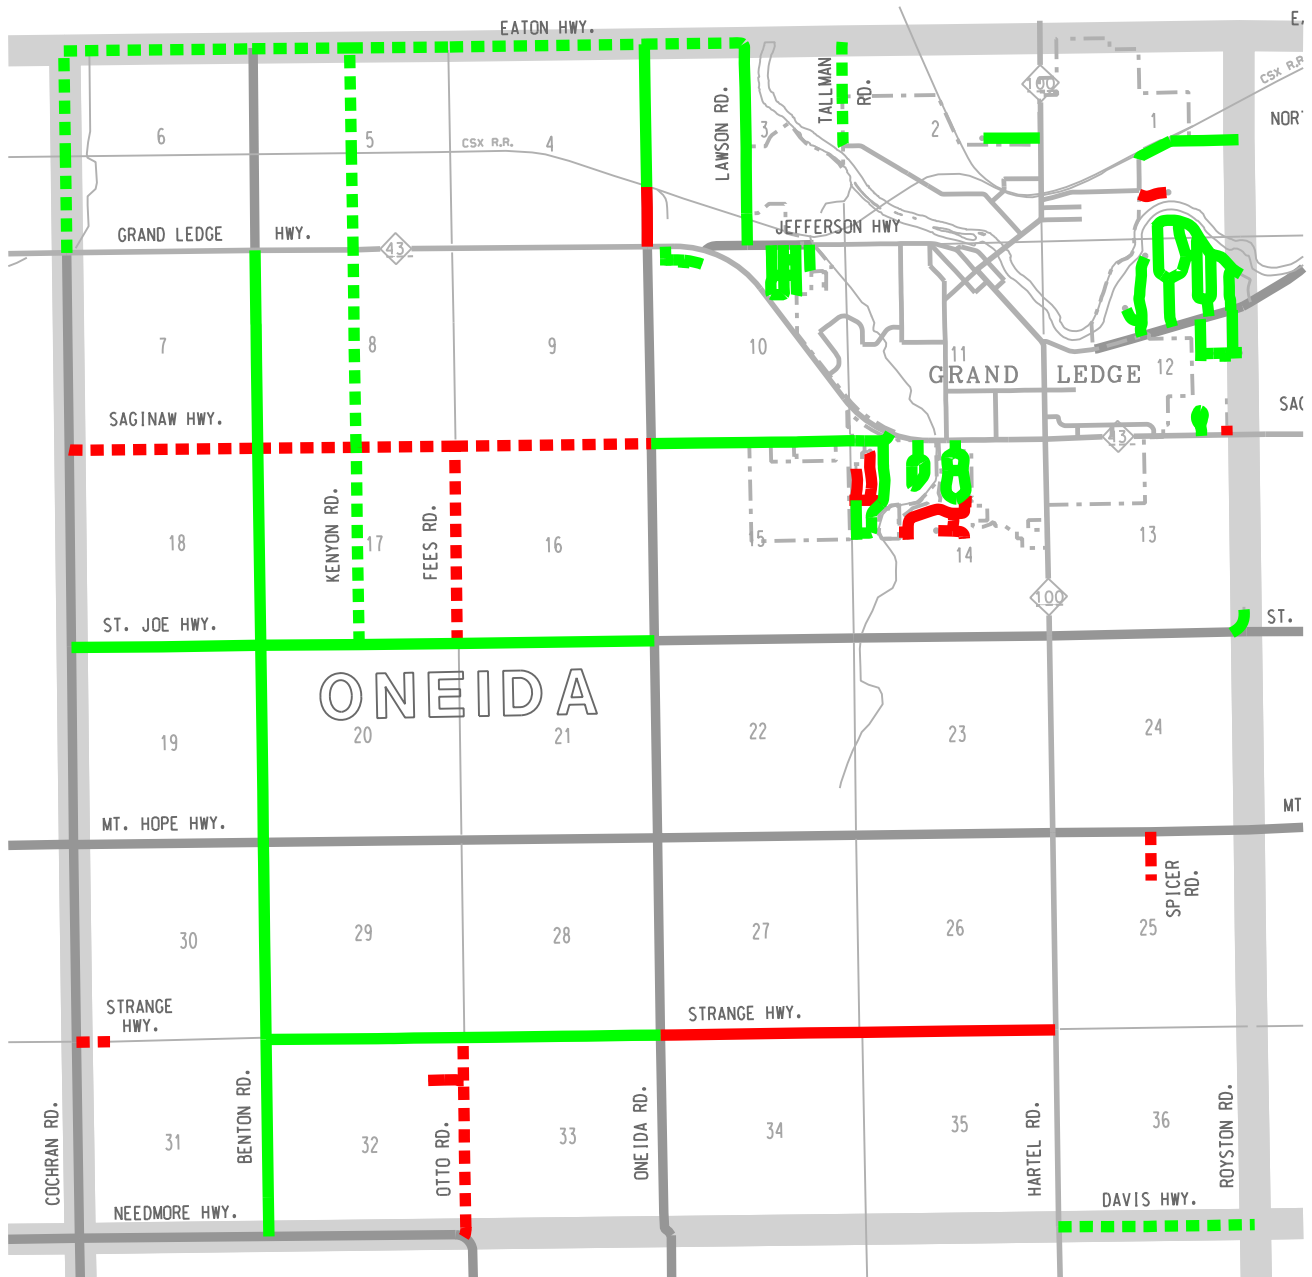 EATON HWY.
E.
TALLMAN
RD.
LAWSON RD.
100
CSX R.R.
6
5
CSX R.R.
4
3
2
1
NOR
GRAND LEDGE HWY.
43
JEFFERSON HWY
7
8
9
10
11
12
GRAND LEDGE
SAGINAW HWY.
SAG
43
KENYON RD.
FEES RD.
18
17
16
15
14
13
100
ST. JOE HWY.
ST.
ONEIDA
19
20
21
22
23
24
MT. HOPE HWY.
MT
SPICER
RD.
30
29
28
27
26
25
STRANGE
HWY.
STRANGE HWY.
COCHRAN RD.
BENTON RD.
OTTO RD.
ONEIDA RD.
HARTEL RD.
ROYSTON RD.
31
32
33
34
35
36
NEEDMORE HWY.
DAVIS HWY.